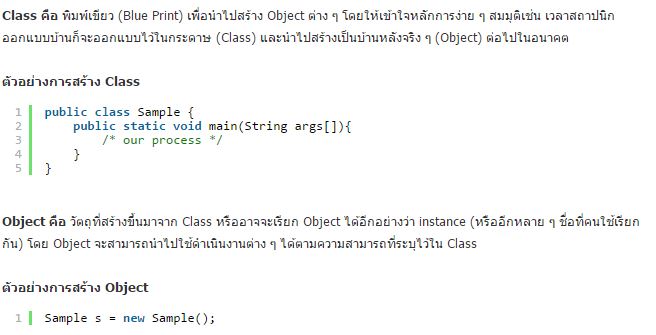 Class คือ พิมพ์เขียว (Blue Print) เพื่อนำไปสร้าง Object ต่าง ๆ โดยให้เข้าใจหลักการง่าย ๆ สมมุติเช่น เวลาสถาปนิก
ออกแบบบ้านก็จะออกแบบไว้ในกระดาษ (Class) และนำไปสร้างเป็นบ้านหลังจริง ๆ (Object) ต่อไปในอนาคต
ตัวอย่างการสร้าง Class
1 public class Sample {
2 public static void main(String args[]){
3 /* our process */
4 }
5 }
Object คือ วัตถุที่สร้างขึ้นมาจาก Class หรืออาจจะเรียก Object ได้อีกอย่างว่า instance (หรืออีกหลาย ๆ ชื่อที่คนใช้เรียก
กัน) โดย Object จะสามารถนำไปใช้ดำเนินงานต่าง ๆ ได้ตามความสามารถที่ระบุไว้ใน Class
ตัวอย่างการสร้าง Object
1 Sample s = new Sample();